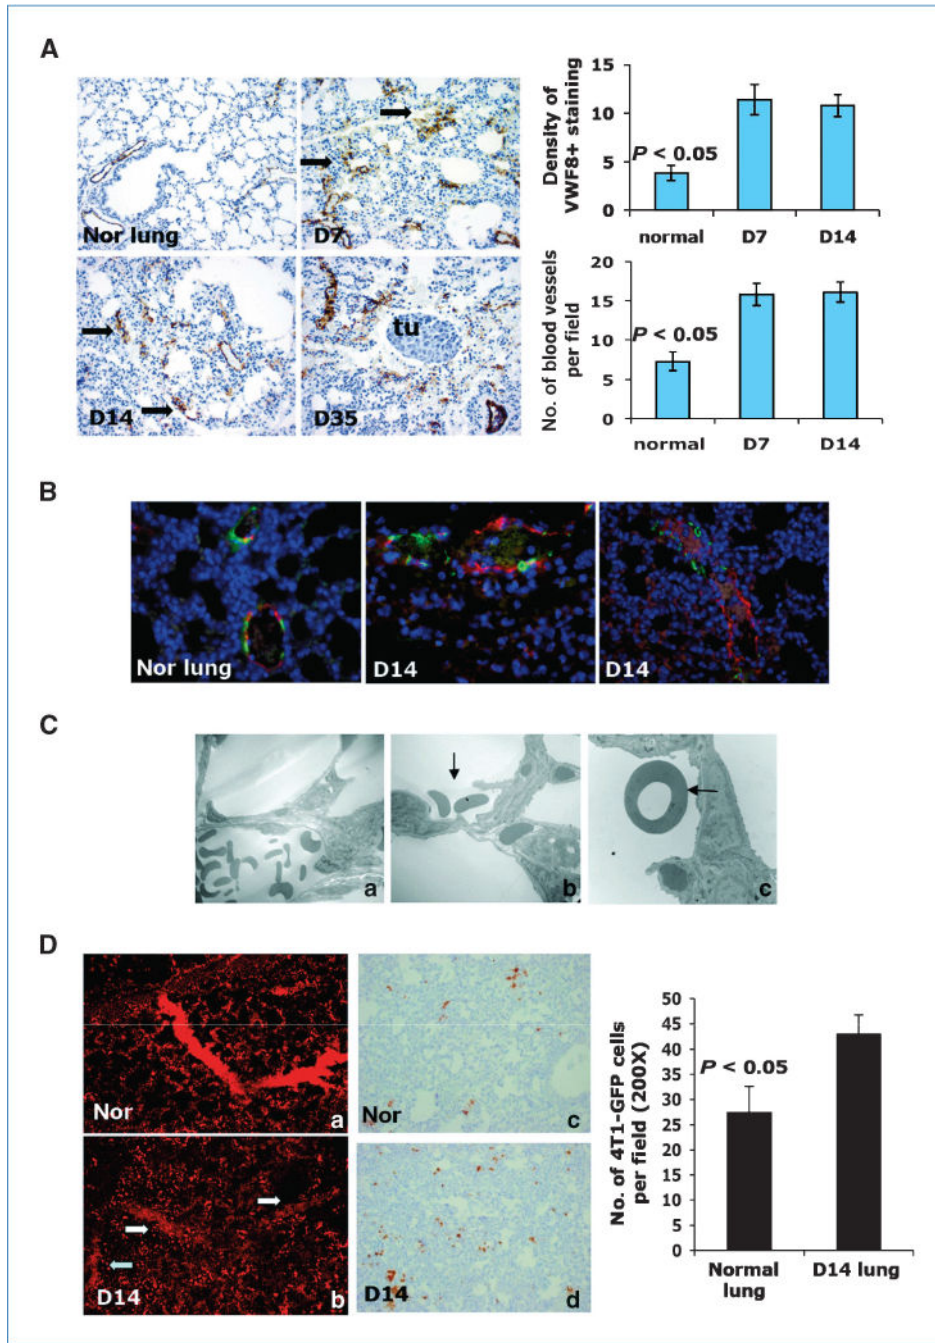 A
Nor lung
D7
D14
tu
D35
Density of
VWF8+ staining
15
10
5
0
P < 0.05
normal
D7
D14
No. of blood vessels
per field
20
15
10
5
0
P < 0.05
normal
D7
D14
B
Nor lung
D14
D14
C
a
b
c
D
Nor
a
Nor
c
D14
b
D14
d
No. of 4T1-GFP cells
per field (200X)
50
45
40
35
30
25
20
15
10
5
0
P < 0.05
Normal
lung
D14 lung